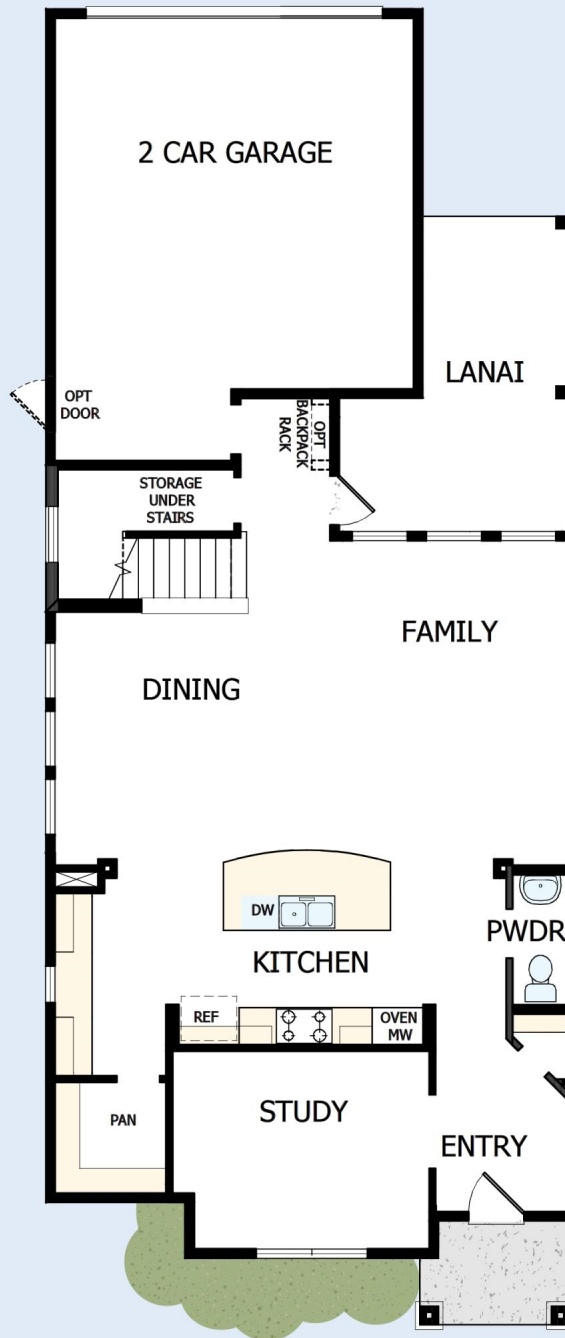 2 CAR GARAGE
LANAI
OPT
DOOR
OPT
BACKPACK
RACK
STORAGE
UNDER
STAIRS
FAMILY
DINING
DW
PWDR
KITCHEN
REF
OVEN
MW
STUDY
PAN
ENTRY